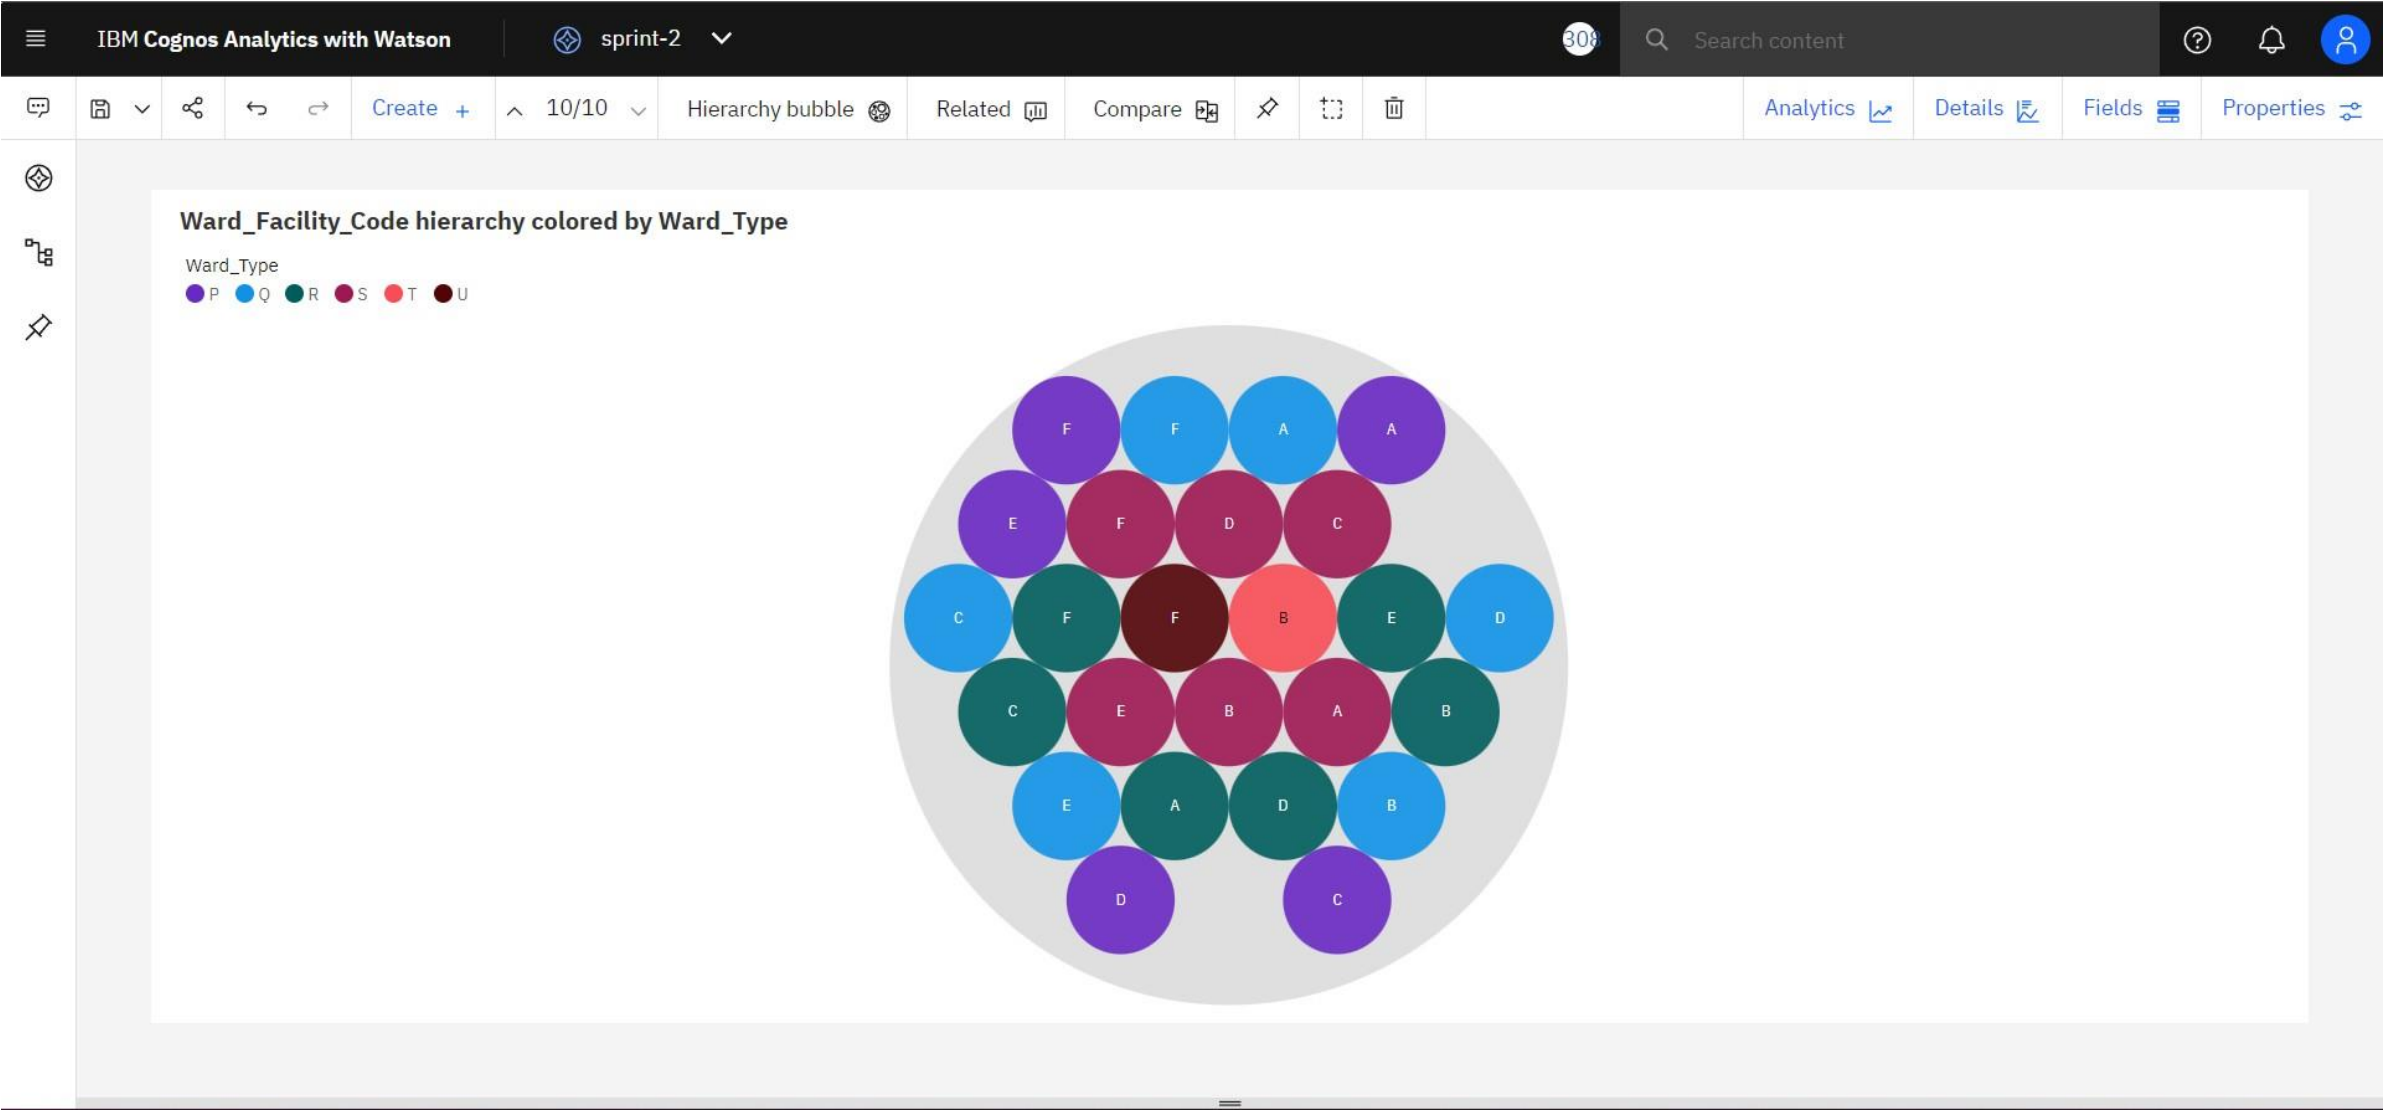 IBM Cognos Analytics with Watson
sprint-2
308
Search content
Create +
10/10
Hierarchy bubble
Related
Compare
Analytics
Details
Fields
Properties
Ward_Facility_Code hierarchy colored by Ward_Type
Ward_Type
P Q R S T U
F F A A
E F D C
C F F B E D
C E B A B
E A D B
D C